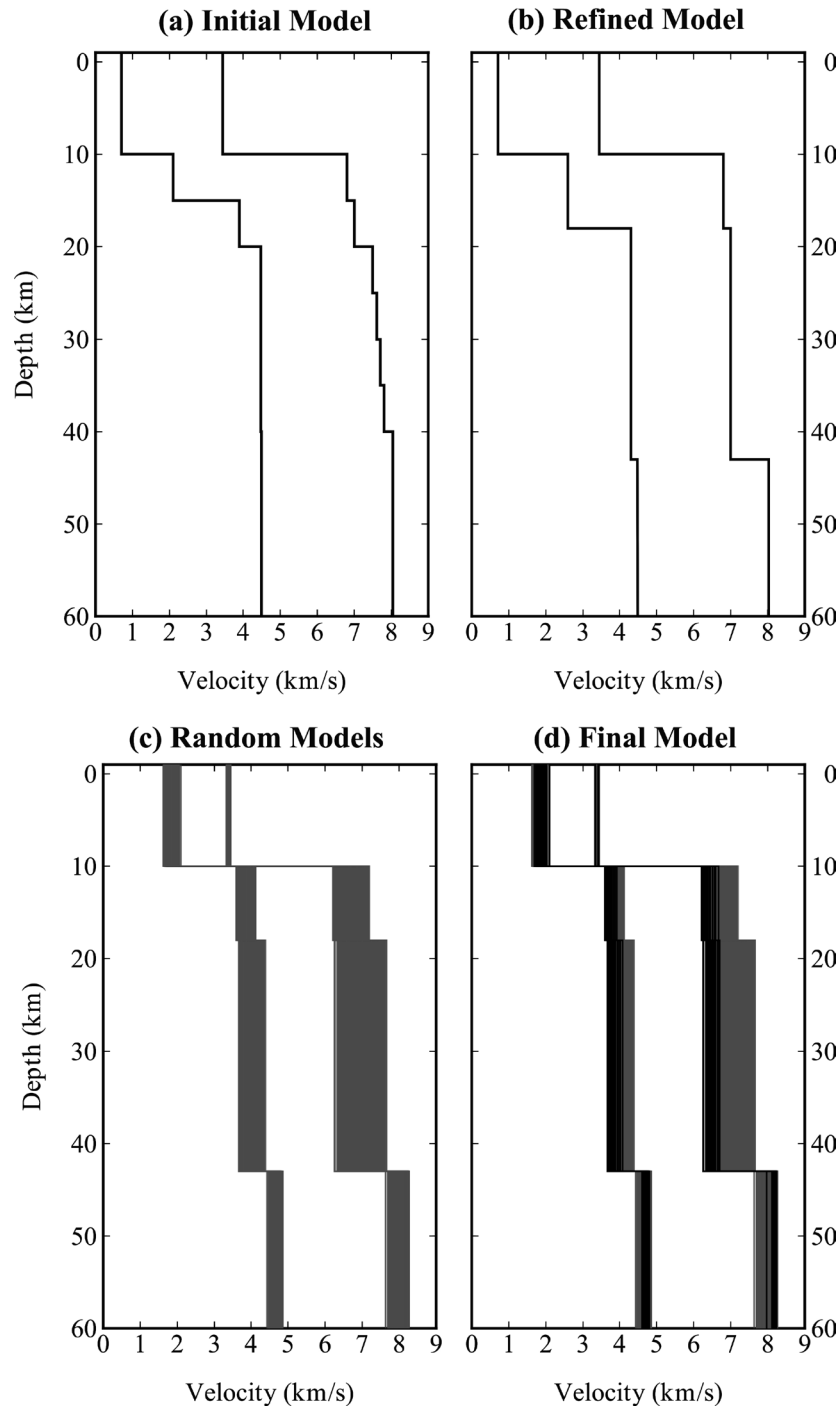 (a) Initial Model
(b) Refined Model
0
10
20
30
40
50
60
Depth (km)
0 1 2 3 4 5 6 7 8 9
Velocity (km/s)
0 1 2 3 4 5 6 7 8 9
Velocity (km/s)
0
10
20
30
40
50
60
(c) Random Models
(d) Final Model
0
10
20
30
40
50
60
Depth (km)
0 1 2 3 4 5 6 7 8 9
Velocity (km/s)
0 1 2 3 4 5 6 7 8 9
Velocity (km/s)
0
10
20
30
40
50
60